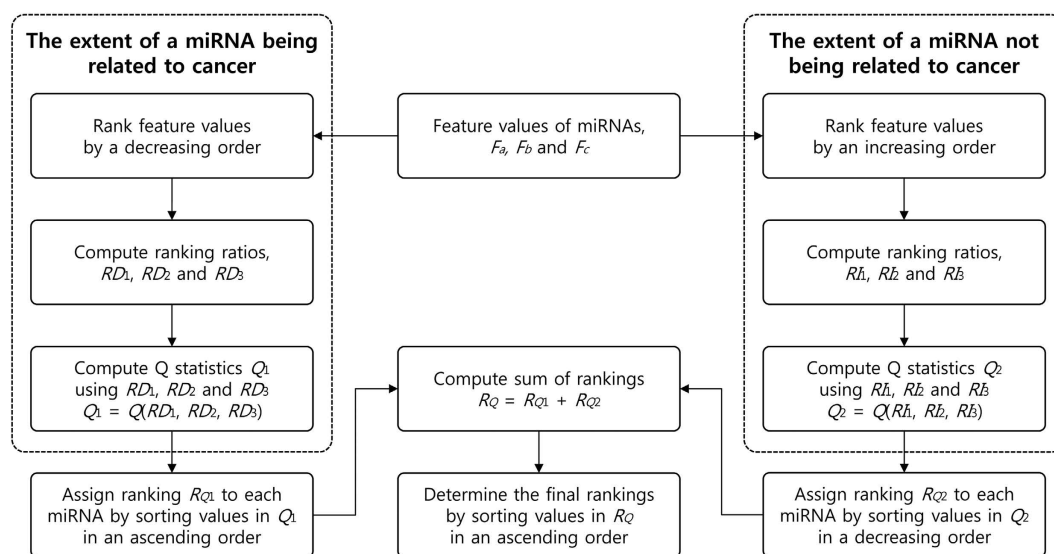 The extent of a miRNA being
related to cancer
Rank feature values
by a decreasing order
Compute ranking ratios,
RD1, RD2 and RD3
Compute Q statistics Q1
using RD1, RD2 and RD3
Q1 = Q(RD1, RD2, RD3)
Assign ranking RQ1 to each
miRNA by sorting values in Q1
in an ascending order
Feature values of miRNAs,
Fa, Fb and Fc
Compute sum of rankings
RQ = RQ1 + RQ2
Determine the final rankings
by sorting values in RQ
in an ascending order
The extent of a miRNA not
being related to cancer
Rank feature values
by an increasing order
Compute ranking ratios,
RI1, RI2 and RI3
Compute Q statistics Q2
using RI1, RI2 and RI3
Q2 = Q(RI1, RI2, RI3)
Assign ranking RQ2 to each
miRNA by sorting values in Q2
in a decreasing order